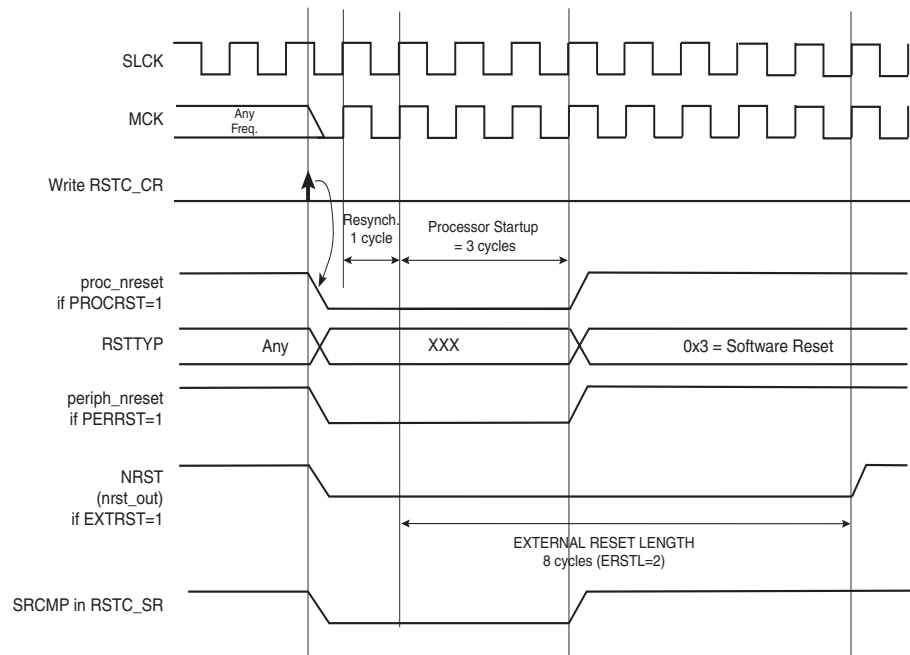 SLCK
MCK
Any
Freq.
Write RSTC_CR
Resynch.
1 cycle
Processor Startup
= 3 cycles
proc_nreset
if PROCRST=1
RSTTYP
Any
XXX
0x3 = Software Reset
periph_nreset
if PERRST=1
NRST
(nrst_out)
if EXTRST=1
EXTERNAL RESET LENGTH
8 cycles (ERSTL=2)
SRCMP in RSTC_SR